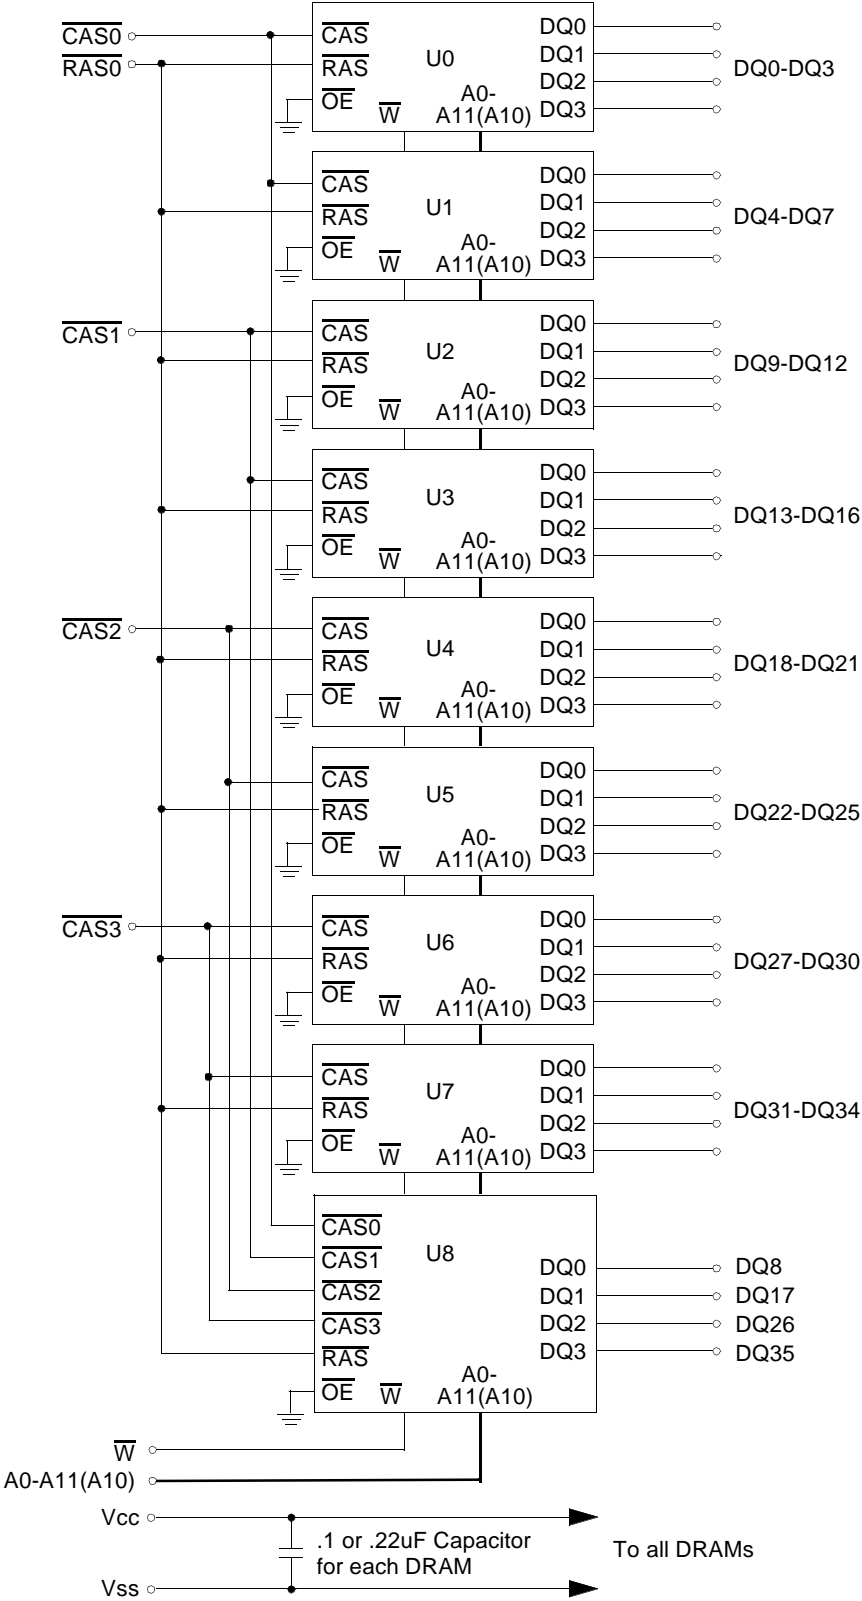 CAS0
RAS0
CAS
RAS
OE
W
U0
A0-
A11(A10)
DQ0
DQ1
DQ2
DQ3
DQ0-DQ3
CAS
RAS
OE
W
U1
A0-
A11(A10)
DQ0
DQ1
DQ2
DQ3
DQ4-DQ7
CAS1
CAS
RAS
OE
W
U2
A0-
A11(A10)
DQ0
DQ1
DQ2
DQ3
DQ9-DQ12
CAS
RAS
OE
W
U3
A0-
A11(A10)
DQ0
DQ1
DQ2
DQ3
DQ13-DQ16
CAS2
CAS
RAS
OE
W
U4
A0-
A11(A10)
DQ0
DQ1
DQ2
DQ3
DQ18-DQ21
CAS
RAS
OE
W
U5
A0-
A11(A10)
DQ0
DQ1
DQ2
DQ3
DQ22-DQ25
CAS3
CAS
RAS
OE
W
U6
A0-
A11(A10)
DQ0
DQ1
DQ2
DQ3
DQ27-DQ30
CAS
RAS
OE
W
U7
A0-
A11(A10)
DQ0
DQ1
DQ2
DQ3
DQ31-DQ34
CAS0
CAS1
CAS2
CAS3
RAS
OE
W
U8
A0-
A11(A10)
DQ0
DQ1
DQ2
DQ3
DQ8
DQ17
DQ26
DQ35
W
A0-A11(A10)
Vcc
.1 or .22uF Capacitor
for each DRAM
To all DRAMs
Vss